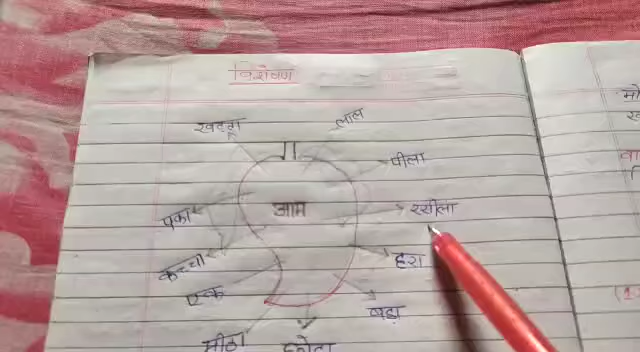 विशेषण
खट्टा
लाल
पीला
आम
पका
रसीला
कच्चा
हरा
एक
बड़ा
मीठा
छोटा